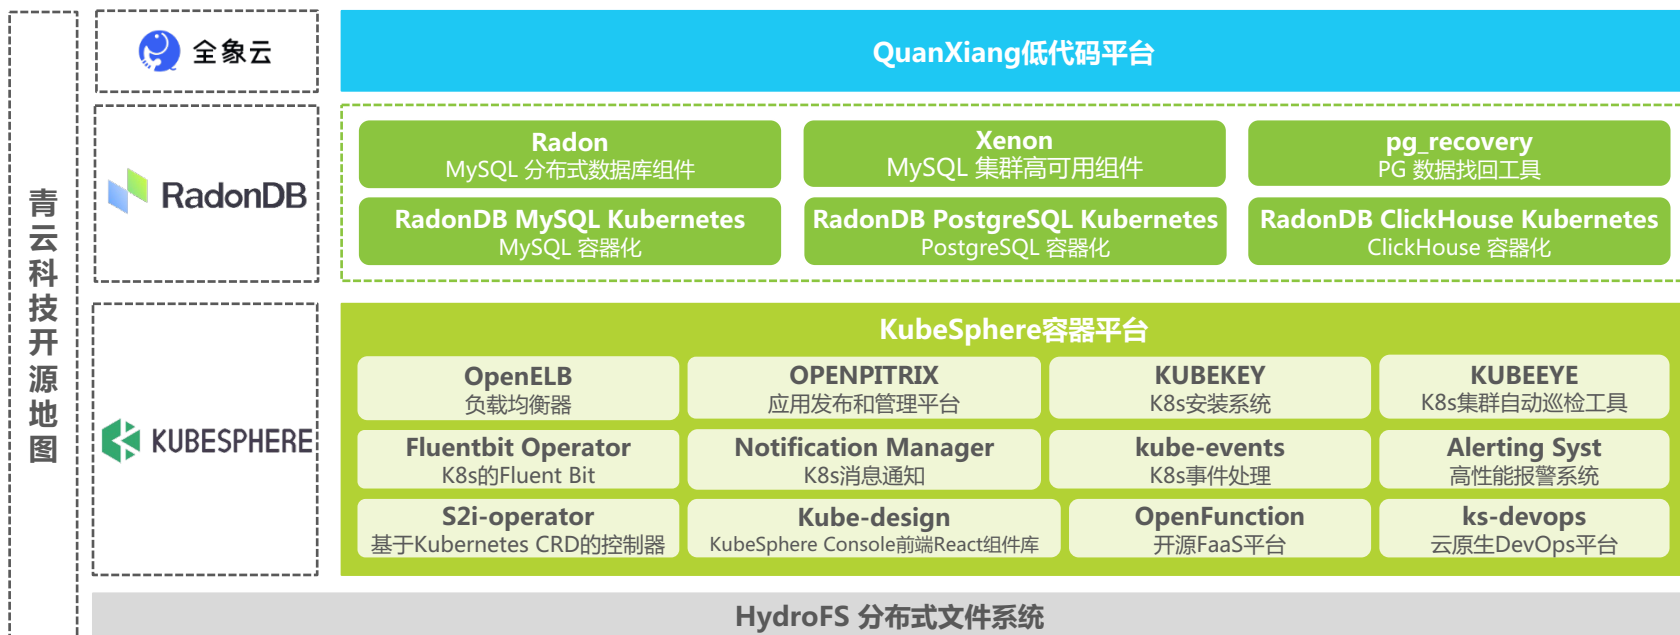 青云科技开源地图
全象云
QuanXiang低代码平台
RadonDB
Radon
MySQL 分布式数据库组件
Xenon
MySQL 集群高可用组件
pg_recovery
PG 数据找回工具
RadonDB MySQL Kubernetes
MySQL 容器化
RadonDB PostgreSQL Kubernetes
PostgreSQL 容器化
RadonDB ClickHouse Kubernetes
ClickHouse 容器化
KUBESPHERE
KubeSphere容器平台
OpenELB
负载均衡器
OPENPITRIX
应用发布和管理平台
KUBEKEY
K8s安装系统
KUBEEYE
K8s集群自动巡检工具
Fluentbit Operator
K8s的Fluent Bit
Notification Manager
K8s消息通知
kube-events
K8s事件处理
Alerting Syst
高性能报警系统
S2i-operator
基于Kubernetes CRD的控制器
Kube-design
KubeSphere Console前端React组件库
OpenFunction
开源FaaS平台
ks-devops
云原生DevOps平台
HydroFS 分布式文件系统